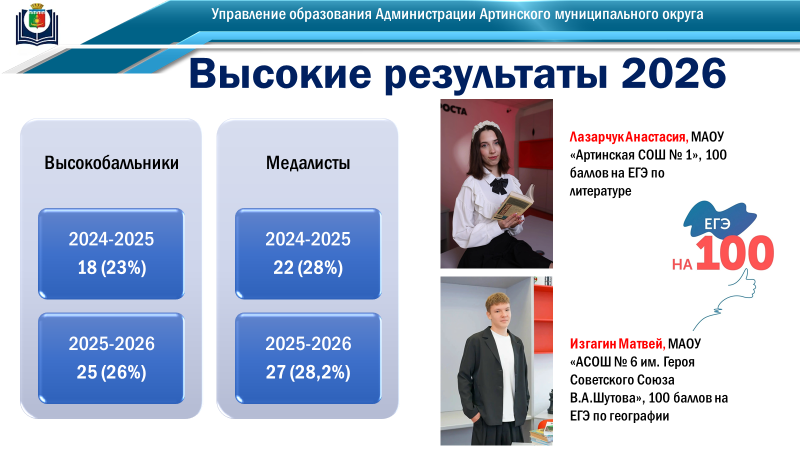 Управление образования Администрации Артинского муниципального округа
Высокие результаты 2026
Высокобалльники
2024-2025
18 (23%)
2025-2026
25 (26%)
Медалисты
2024-2025
22 (28%)
2025-2026
27 (28,2%)
РОСТА
Лазарчук Анастасия, МАОУ
«Артинская СОШ № 1», 100
баллов на ЕГЭ по
литературе
ЕГЭ
НА 100
Изгагин Матвей, МАОУ
«АСОШ № 6 им. Героя
Советского Союза
В.А.Шутова», 100 баллов на
ЕГЭ по географии